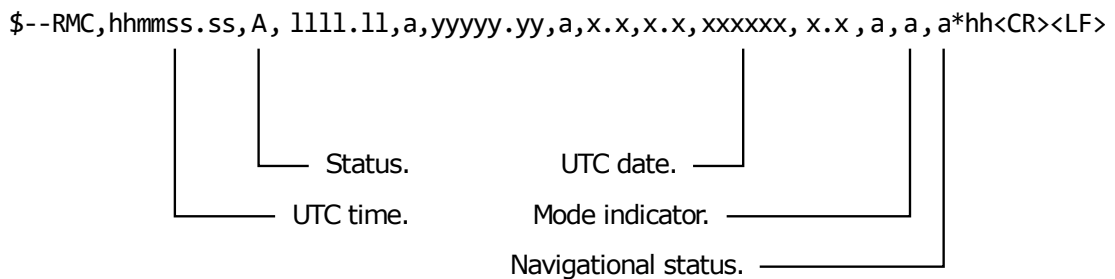 $--RMC,hhmmss.ss,A, llll.ll,a,yyyyy.yy,a,x.x,x.x,xxxxxx, x.x ,a,a,a*hh<CR><LF>
Status. UTC date.
UTC time. Mode indicator.
Navigational status.